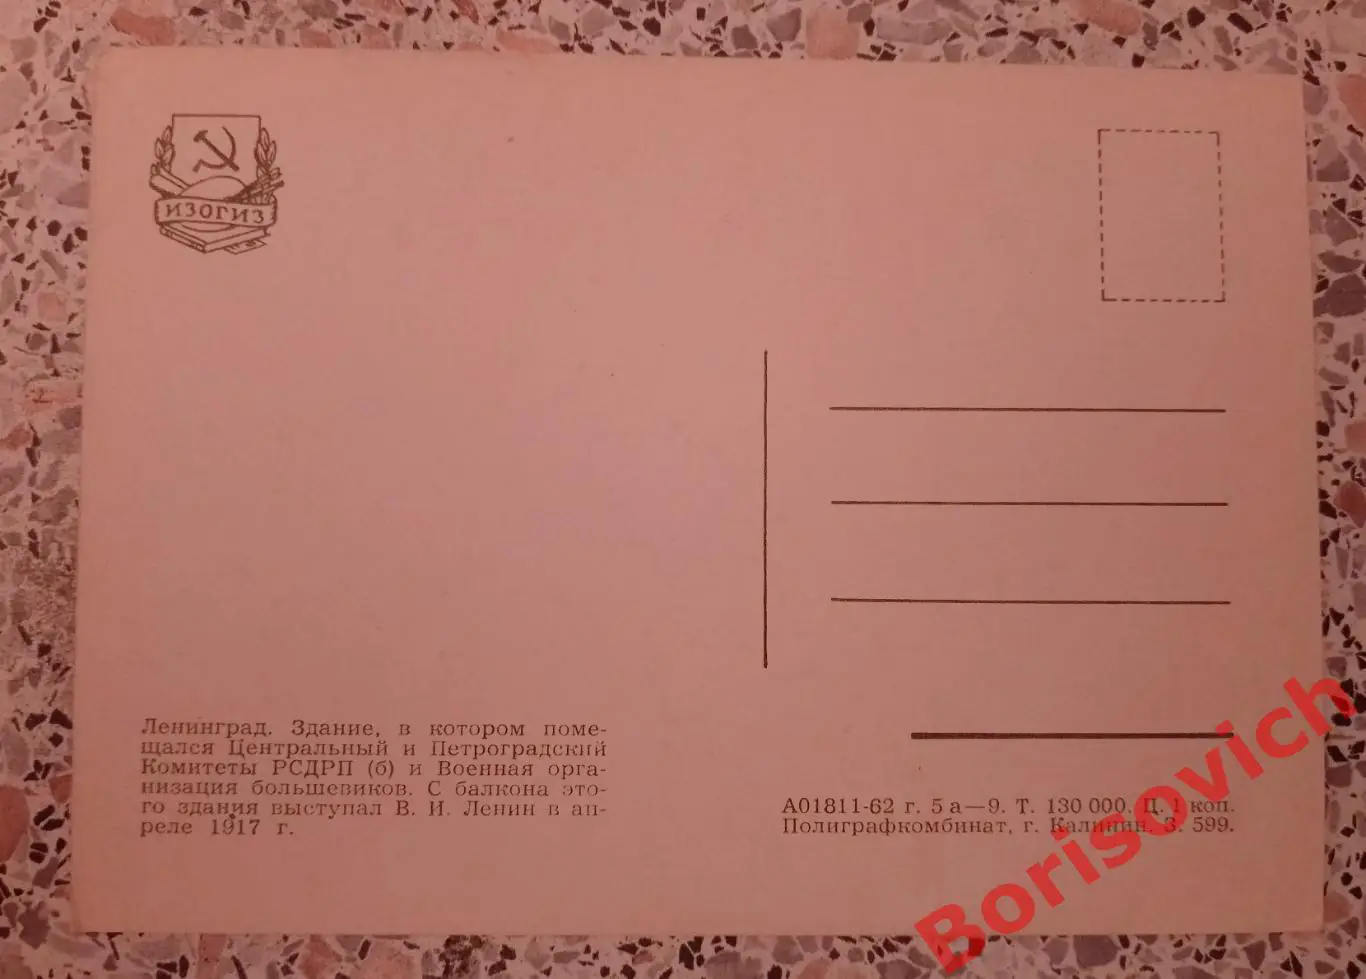 ИЗОГИЗ
Ленинград. Здание, в котором поме-
щался Центральный и Петроградский
Комитеты РСДРП (б) и Военная орга-
низация большевиков. С балкона это-
го здания выступал В. И. Ленин в ап-
реле 1917 г.
А01811-62 г. 5 а—9. Т. 130 000. Ц. 1 коп.
Полиграфкомбинат, г. Калинин. З. 599.
Borisovich